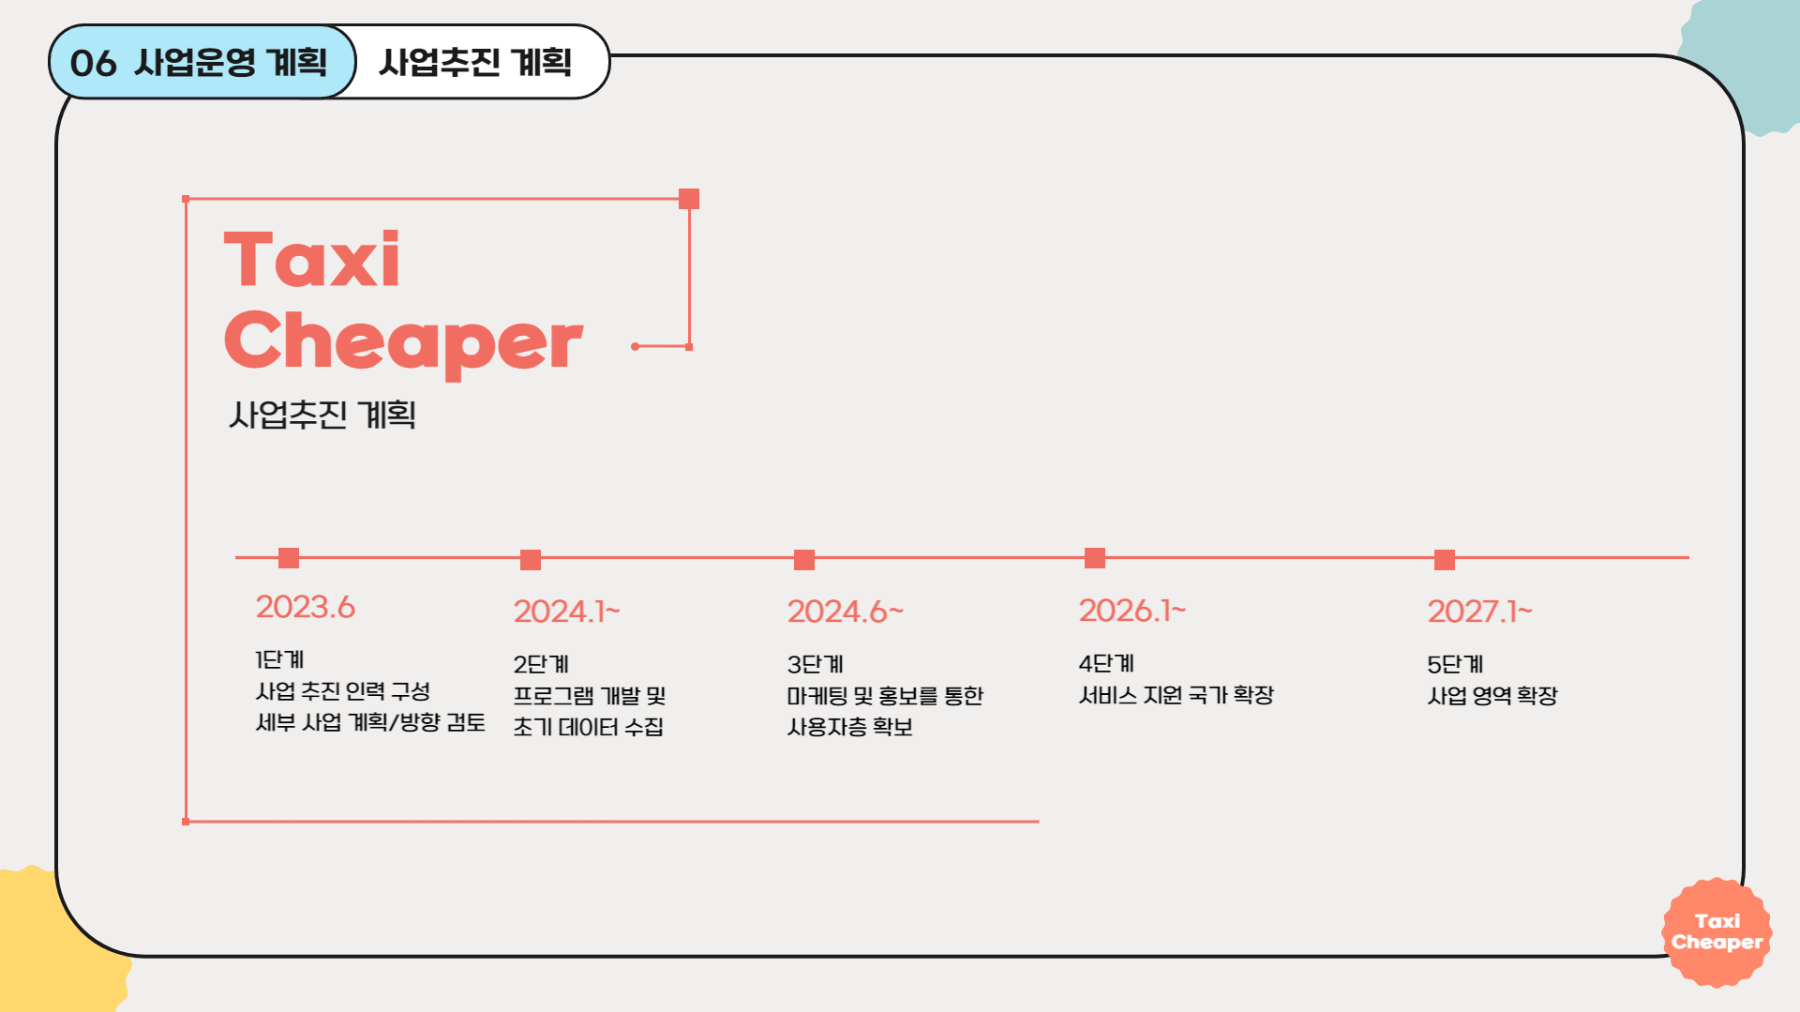 06 사업운영 계획
사업추진 계획
Taxi
Cheaper
사업추진 계획
2023.6
1단계
사업 추진 인력 구성
세부 사업 계획/방향 검토
2024.1~
2단계
프로그램 개발 및
초기 데이터 수집
2024.6~
3단계
마케팅 및 홍보를 통한
사용자층 확보
2026.1~
4단계
서비스 지원 국가 확장
2027.1~
5단계
사업 영역 확장
Taxi
Cheaper